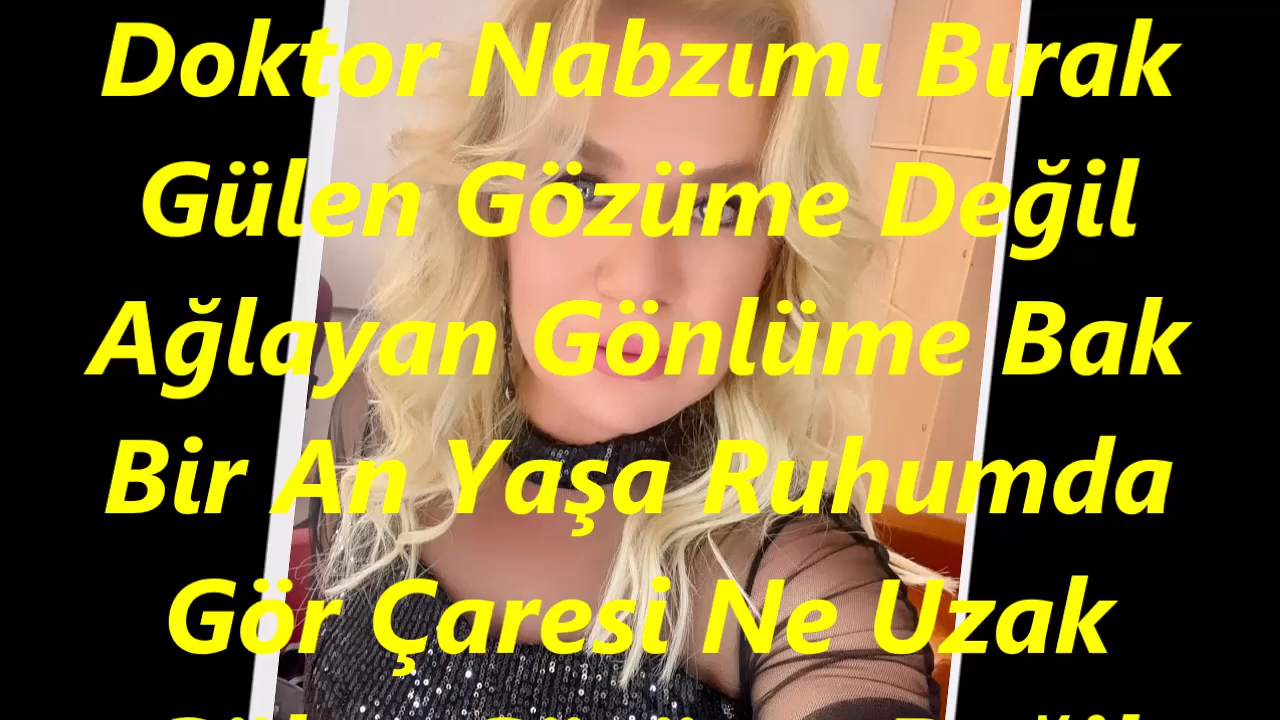 Doktor Nabzımı Bırak
Gülen Gözüme Değil
Ağlayan Gönlüme Bak
Bir An Yaşa Ruhumda
Gör Çaresi Ne Uzak